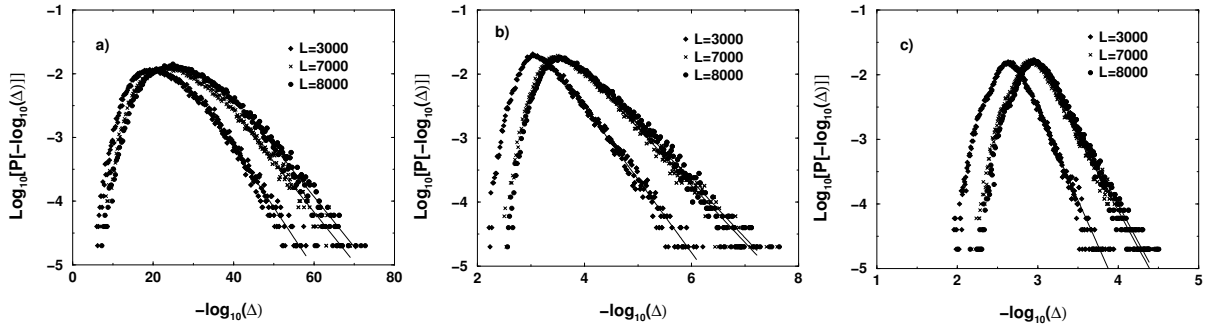 a)
L=3000
L=7000
L=8000
Log₁₀[P[−log₁₀(Δ)]]
−1
−2
−3
−4
−5
0 20 40 60 80
−log₁₀(Δ)
b)
L=3000
L=7000
L=8000
Log₁₀[P[−log₁₀(Δ)]]
−1
−2
−3
−4
−5
2 4 6 8
−log₁₀(Δ)
c)
L=3000
L=7000
L=8000
Log₁₀[P[−log₁₀(Δ)]]
−1
−2
−3
−4
−5
1 2 3 4 5
−log₁₀(Δ)